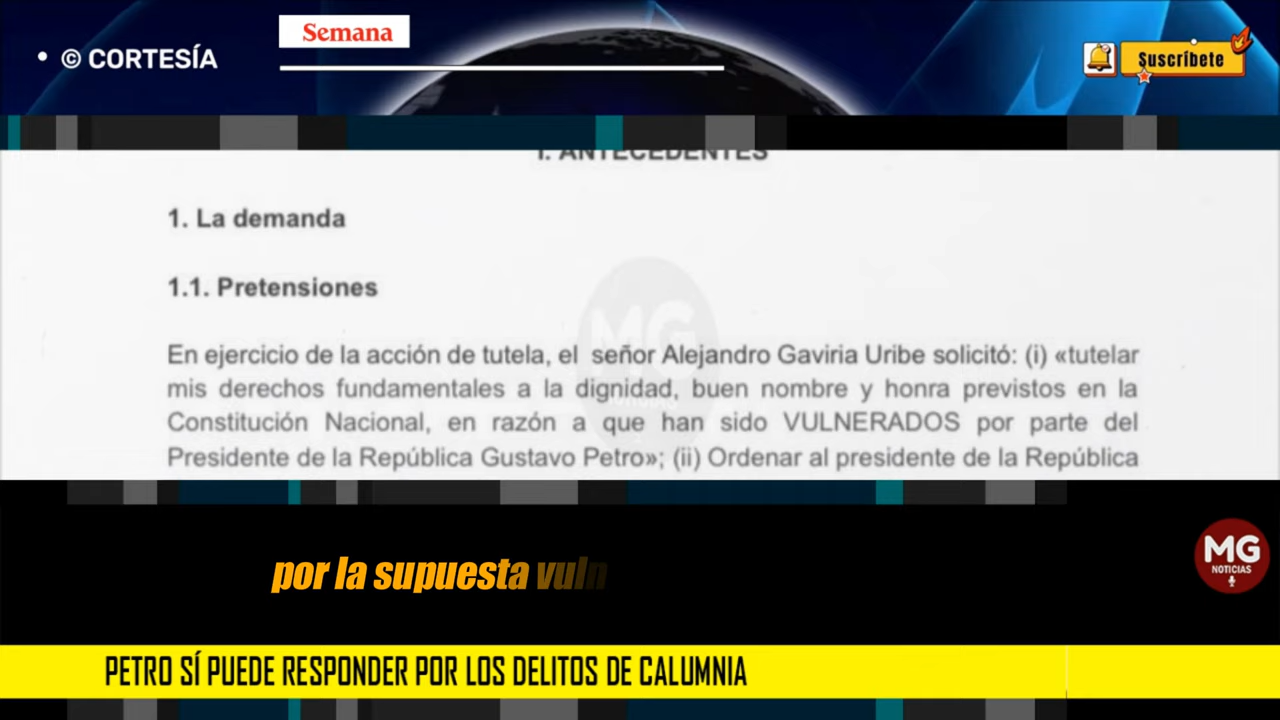 Semana
• © CORTESÍA
Suscríbete
I. ANTECEDENTES
1. La demanda
1.1. Pretensiones
En ejercicio de la acción de tutela, el señor Alejandro Gaviria Uribe solicitó: (i) «tutelar
mis derechos fundamentales a la dignidad, buen nombre y honra previstos en la
Constitución Nacional, en razón a que han sido VULNERADOS por parte del
Presidente de la República Gustavo Petro»; (ii) Ordenar al presidente de la República
MG
por la supuesta vuln
MG
NOTICIAS
PETRO SÍ PUEDE RESPONDER POR LOS DELITOS DE CALUMNIA